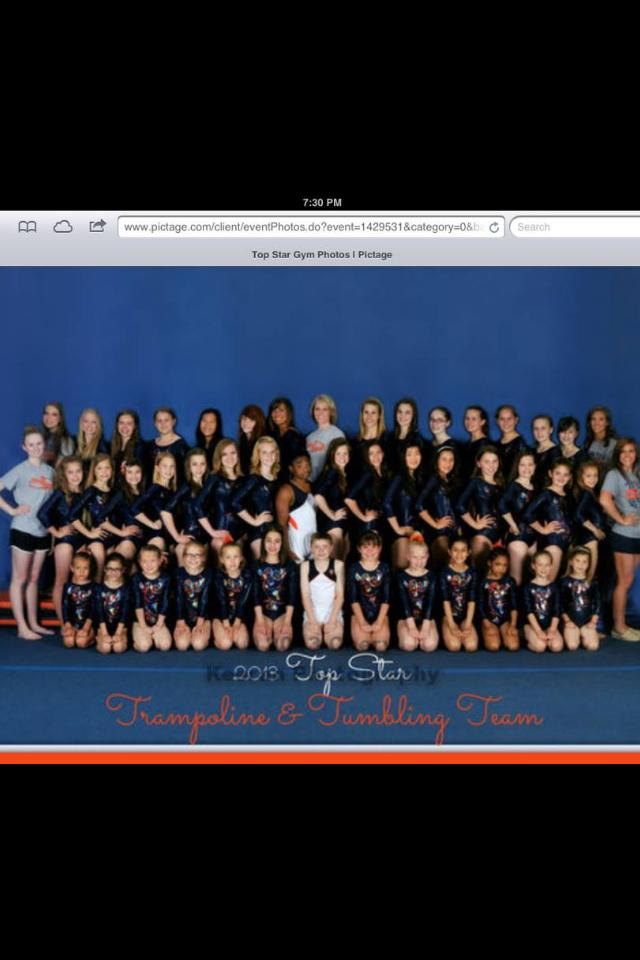 7:30 PM
www.pictage.com/client/eventPhotos.do?event=1429531&category=0&b
Search
Top Star Gym Photos | Pictage
2013 Top Star
Photography
Trampoline & Tumbling Team